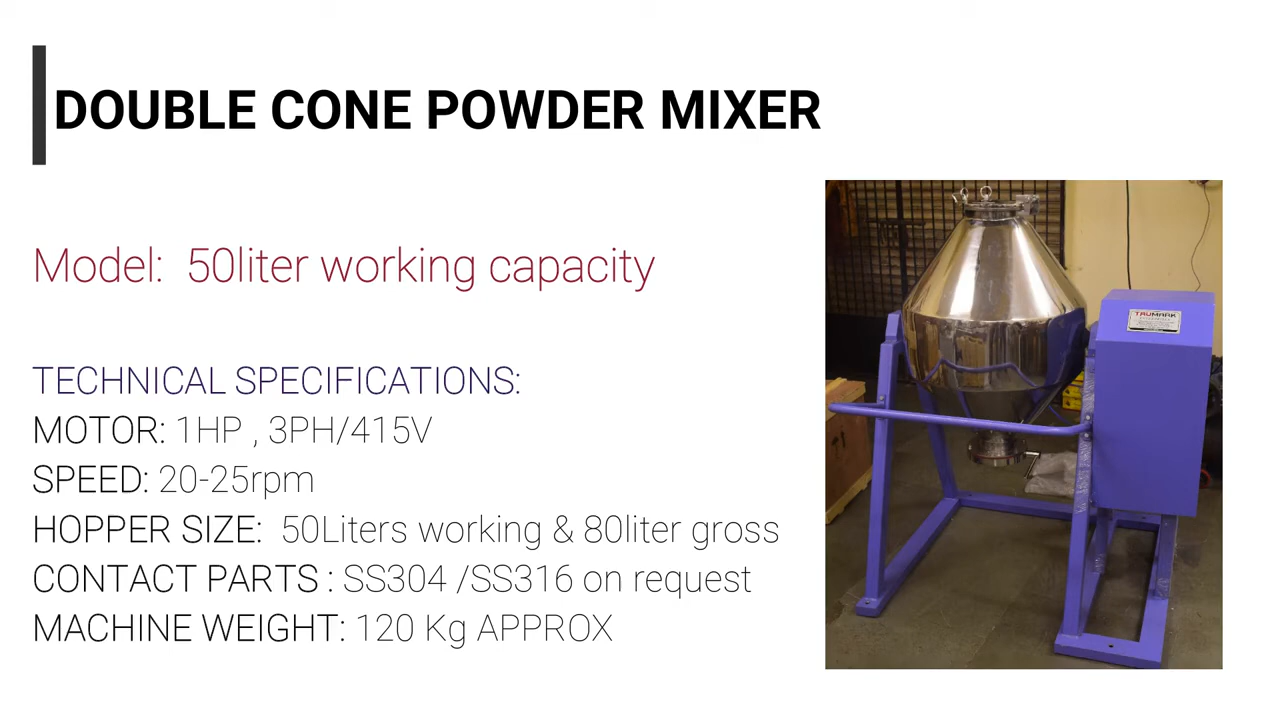 DOUBLE CONE POWDER MIXER
Model:  50liter working capacity
TECHNICAL SPECIFICATIONS:
MOTOR: 1HP , 3PH/415V
SPEED: 20-25rpm
HOPPER SIZE:  50Liters working & 80liter gross
CONTACT PARTS : SS304 /SS316 on request
MACHINE WEIGHT: 120 Kg APPROX
TRUMARK